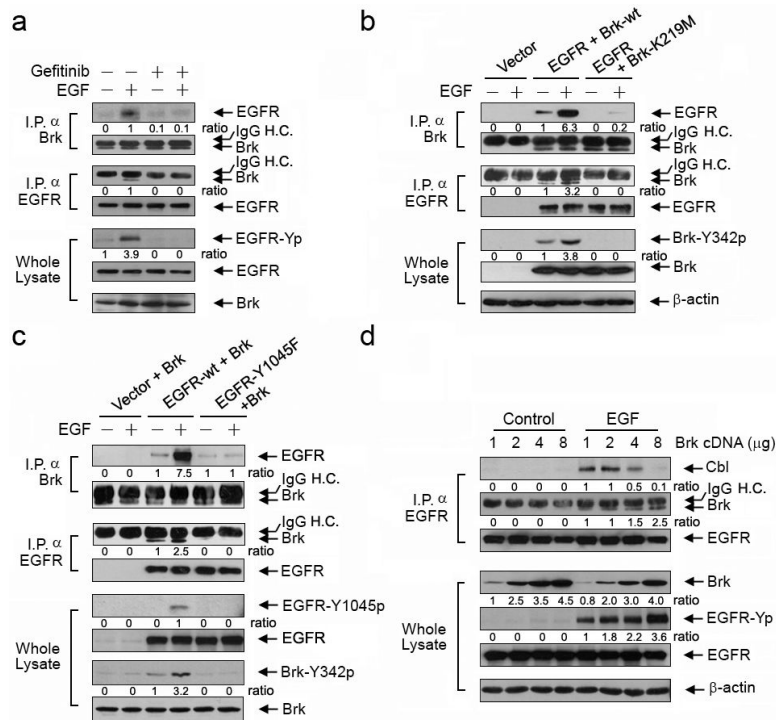 a
Gefitinib − − + +
EGF − + − +
I.P. α
Brk
EGFR
0 1 0.1 0.1 ratio
IgG H.C.
Brk
I.P. α
EGFR
IgG H.C.
Brk
0 1 0 0 ratio
EGFR
Whole
Lysate
EGFR-Yp
1 3.9 0 0 ratio
EGFR
Brk
b
Vector
EGFR + Brk-wt
EGFR
+ Brk-K219M
EGF − + − + − +
I.P. α
Brk
EGFR
0 0 1 6.3 0 0.2 ratio
IgG H.C.
Brk
I.P. α
EGFR
IgG H.C.
Brk
0 0 1 3.2 0 0 ratio
EGFR
Whole
Lysate
Brk-Y342p
0 0 1 3.8 0 0 ratio
Brk
β-actin
c
Vector + Brk
EGFR-wt + Brk
EGFR-Y1045F
+Brk
EGF − + − + − +
I.P. α
Brk
EGFR
0 0 1 7.5 1 1 ratio
IgG H.C.
Brk
I.P. α
EGFR
IgG H.C.
Brk
0 0 1 2.5 0 0 ratio
EGFR
Whole
Lysate
EGFR-Y1045p
0 0 0 1 0 0 ratio
EGFR
Brk-Y342p
0 0 1 3.2 0 0 ratio
Brk
d
Control EGF
1 2 4 8 1 2 4 8 Brk cDNA (μg)
I.P. α
EGFR
Cbl
0 0 0 0 1 1 0.5 0.1 ratio
IgG H.C.
Brk
0 0 0 0 1 1 1.5 2.5 ratio
EGFR
Whole
Lysate
Brk
1 2.5 3.5 4.5 0.8 2.0 3.0 4.0 ratio
EGFR-Yp
0 0 0 0 1 1.8 2.2 3.6 ratio
EGFR
β-actin